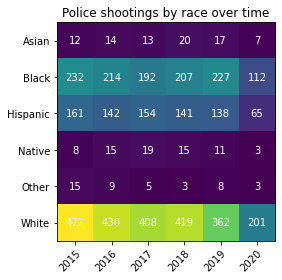 Police shootings by race over time
Asian 12 14 13 20 17 7
Black 232 214 192 207 227 112
Hispanic 161 142 154 141 138 65
Native 8 15 19 15 11 3
Other 15 9 5 3 8 3
White 472 430 408 419 362 201
2015 2016 2017 2018 2019 2020